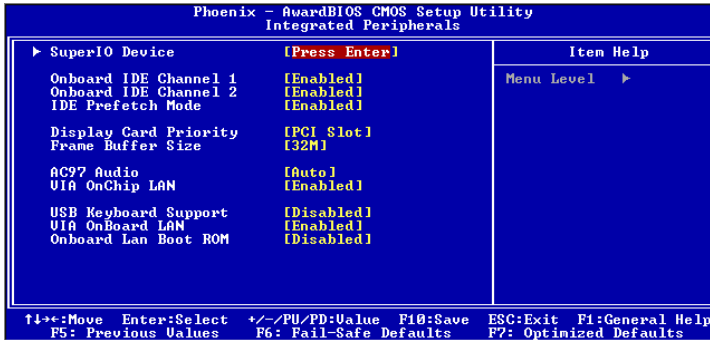 Phoenix - AwardBIOS CMOS Setup Utility
Integrated Peripherals
▶ SuperIO Device [Press Enter]
Item Help
Onboard IDE Channel 1 [Enabled]
Menu Level ▶
Onboard IDE Channel 2 [Enabled]
IDE Prefetch Mode [Enabled]
Display Card Priority [PCI Slot]
Frame Buffer Size [32M]
AC97 Audio [Auto]
VIA OnChip LAN [Enabled]
USB Keyboard Support [Disabled]
VIA OnBoard LAN [Enabled]
Onboard Lan Boot ROM [Disabled]
↑↓→←:Move Enter:Select +/-/PU/PD:Value F10:Save ESC:Exit F1:General Help
F5: Previous Values F6: Fail-Safe Defaults F7: Optimized Defaults